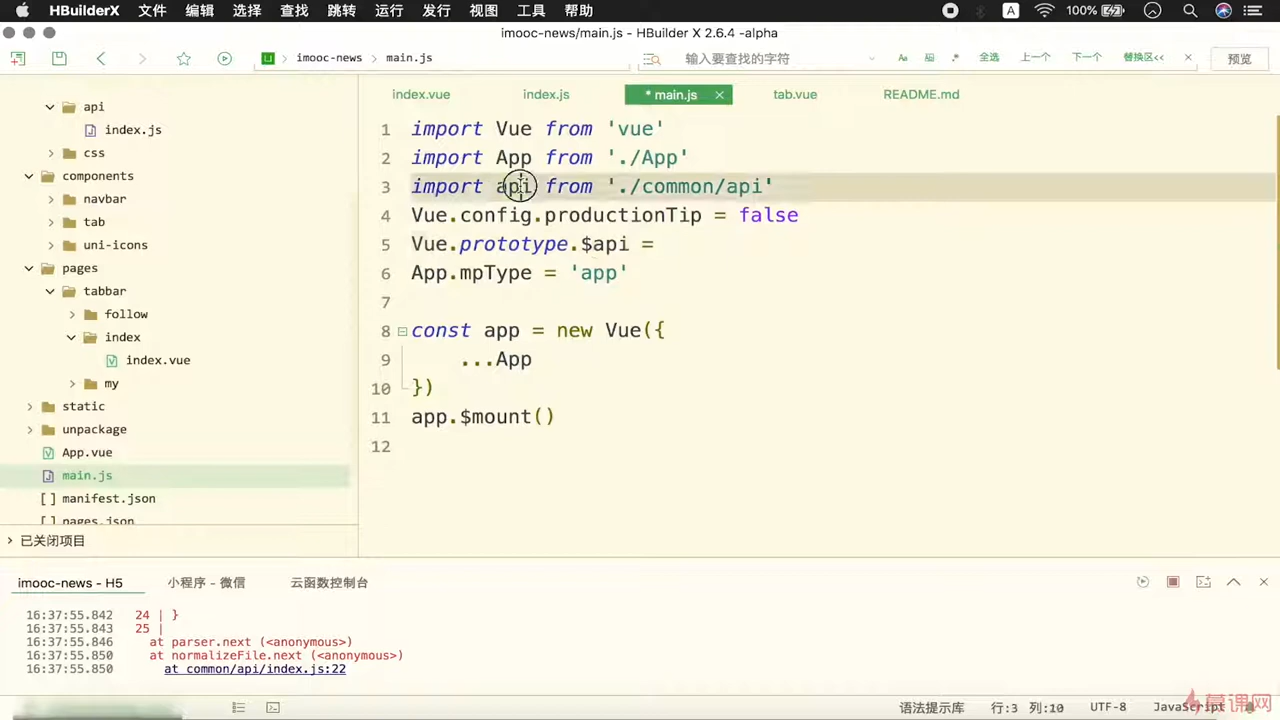 HBuilderX 文件 编辑 选择 查找 跳转 运行 发行 视图 工具 帮助 A 100%
imooc-news/main.js - HBuilder X 2.6.4 -alpha
imooc-news main.js 输入要查找的字符 Aa 全选 上一个 下一个 替换区<< 预览
index.vue index.js * main.js tab.vue README.md
api
index.js
css
components
navbar
tab
uni-icons
pages
tabbar
follow
index
index.vue
my
static
unpackage
App.vue
main.js
manifest.json
pages.json
已关闭项目
1 import Vue from 'vue'
2 import App from './App'
3 import api from './common/api'
4 Vue.config.productionTip = false
5 Vue.prototype.$api =
6 App.mpType = 'app'
7
8 const app = new Vue({
9 ...App
10 })
11 app.$mount()
12
imooc-news - H5 小程序 - 微信 云函数控制台
16:37:55.842 24 | }
16:37:55.843 25 |
16:37:55.846 at parser.next (<anonymous>)
16:37:55.850 at normalizeFile.next (<anonymous>)
16:37:55.850 at common/api/index.js:22
语法提示库 行:3 列:10 UTF-8 JavaScript
慕课网